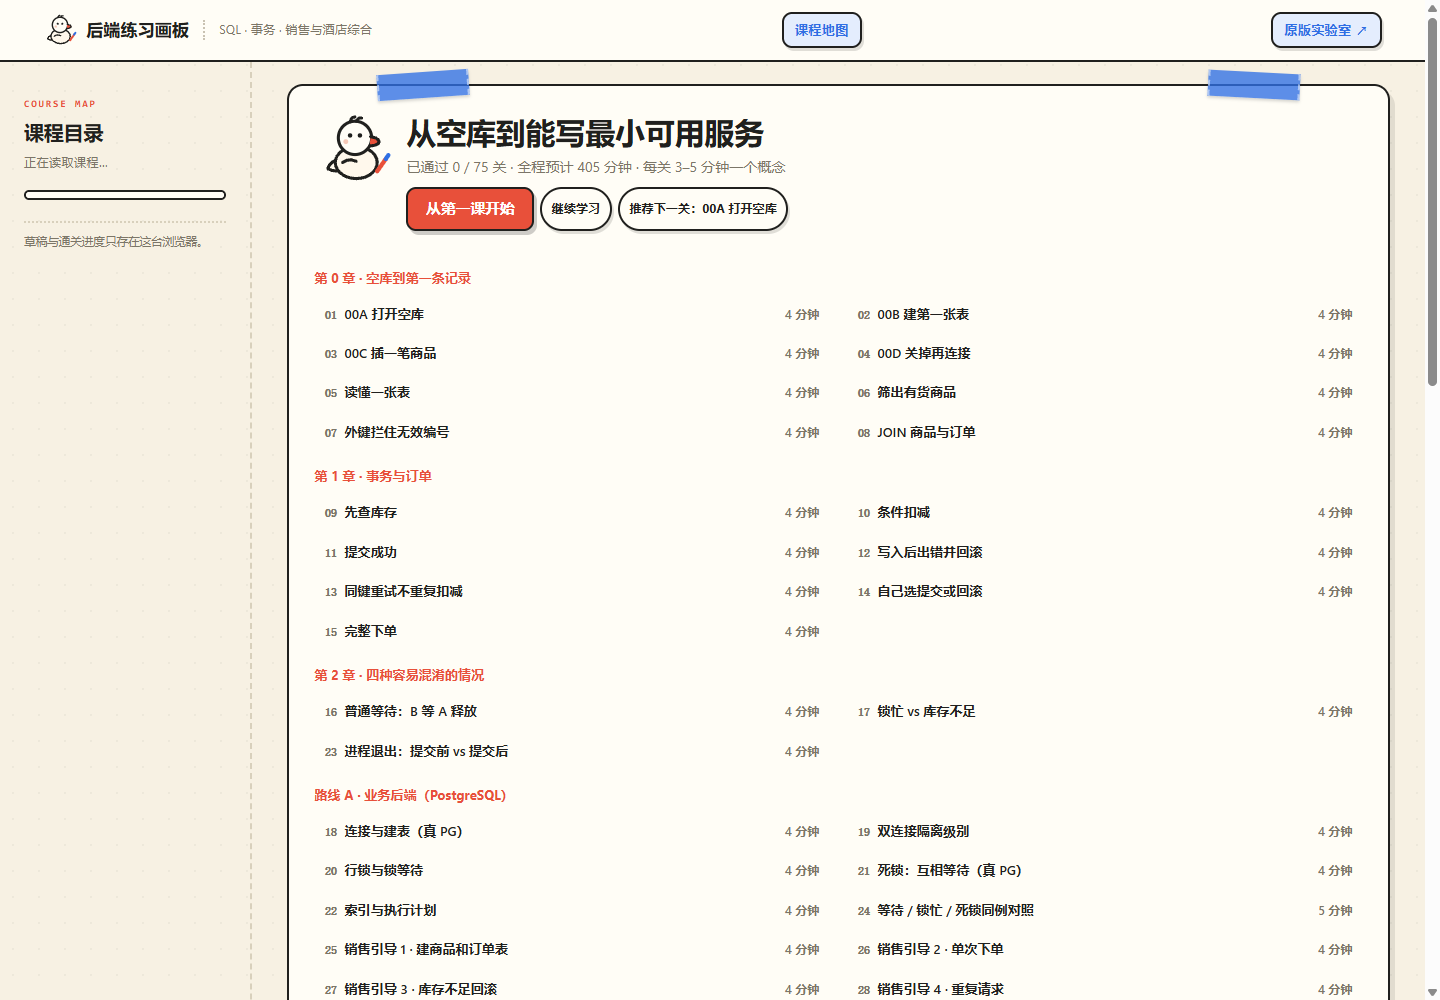 后端练习画板
SQL · 事务 · 销售与酒店综合
课程地图
原版实验室 ↗
COURSE MAP
课程目录
正在读取课程...
草稿与通关进度只存在这台浏览器。
从空库到能写最小可用服务
已通过 0 / 75 关 · 全程预计 405 分钟 · 每关 3–5 分钟一个概念
从第一课开始
继续学习
推荐下一关：00A 打开空库
第 0 章 · 空库到第一条记录
01 00A 打开空库 4 分钟
02 00B 建第一张表 4 分钟
03 00C 插一笔商品 4 分钟
04 00D 关掉再连接 4 分钟
05 读懂一张表 4 分钟
06 筛出有货商品 4 分钟
07 外键拦住无效编号 4 分钟
08 JOIN 商品与订单 4 分钟
第 1 章 · 事务与订单
09 先查库存 4 分钟
10 条件扣减 4 分钟
11 提交成功 4 分钟
12 写入后出错并回滚 4 分钟
13 同键重试不重复扣减 4 分钟
14 自己选提交或回滚 4 分钟
15 完整下单 4 分钟
第 2 章 · 四种容易混淆的情况
16 普通等待：B 等 A 释放 4 分钟
17 锁忙 vs 库存不足 4 分钟
23 进程退出：提交前 vs 提交后 4 分钟
路线 A · 业务后端（PostgreSQL）
18 连接与建表（真 PG） 4 分钟
19 双连接隔离级别 4 分钟
20 行锁与锁等待 4 分钟
21 死锁：互相等待（真 PG） 4 分钟
22 索引与执行计划 4 分钟
24 等待 / 锁忙 / 死锁同例对照 5 分钟
25 销售引导 1 · 建商品和订单表 4 分钟
26 销售引导 2 · 单次下单 4 分钟
27 销售引导 3 · 库存不足回滚 4 分钟
28 销售引导 4 · 重复请求 4 分钟